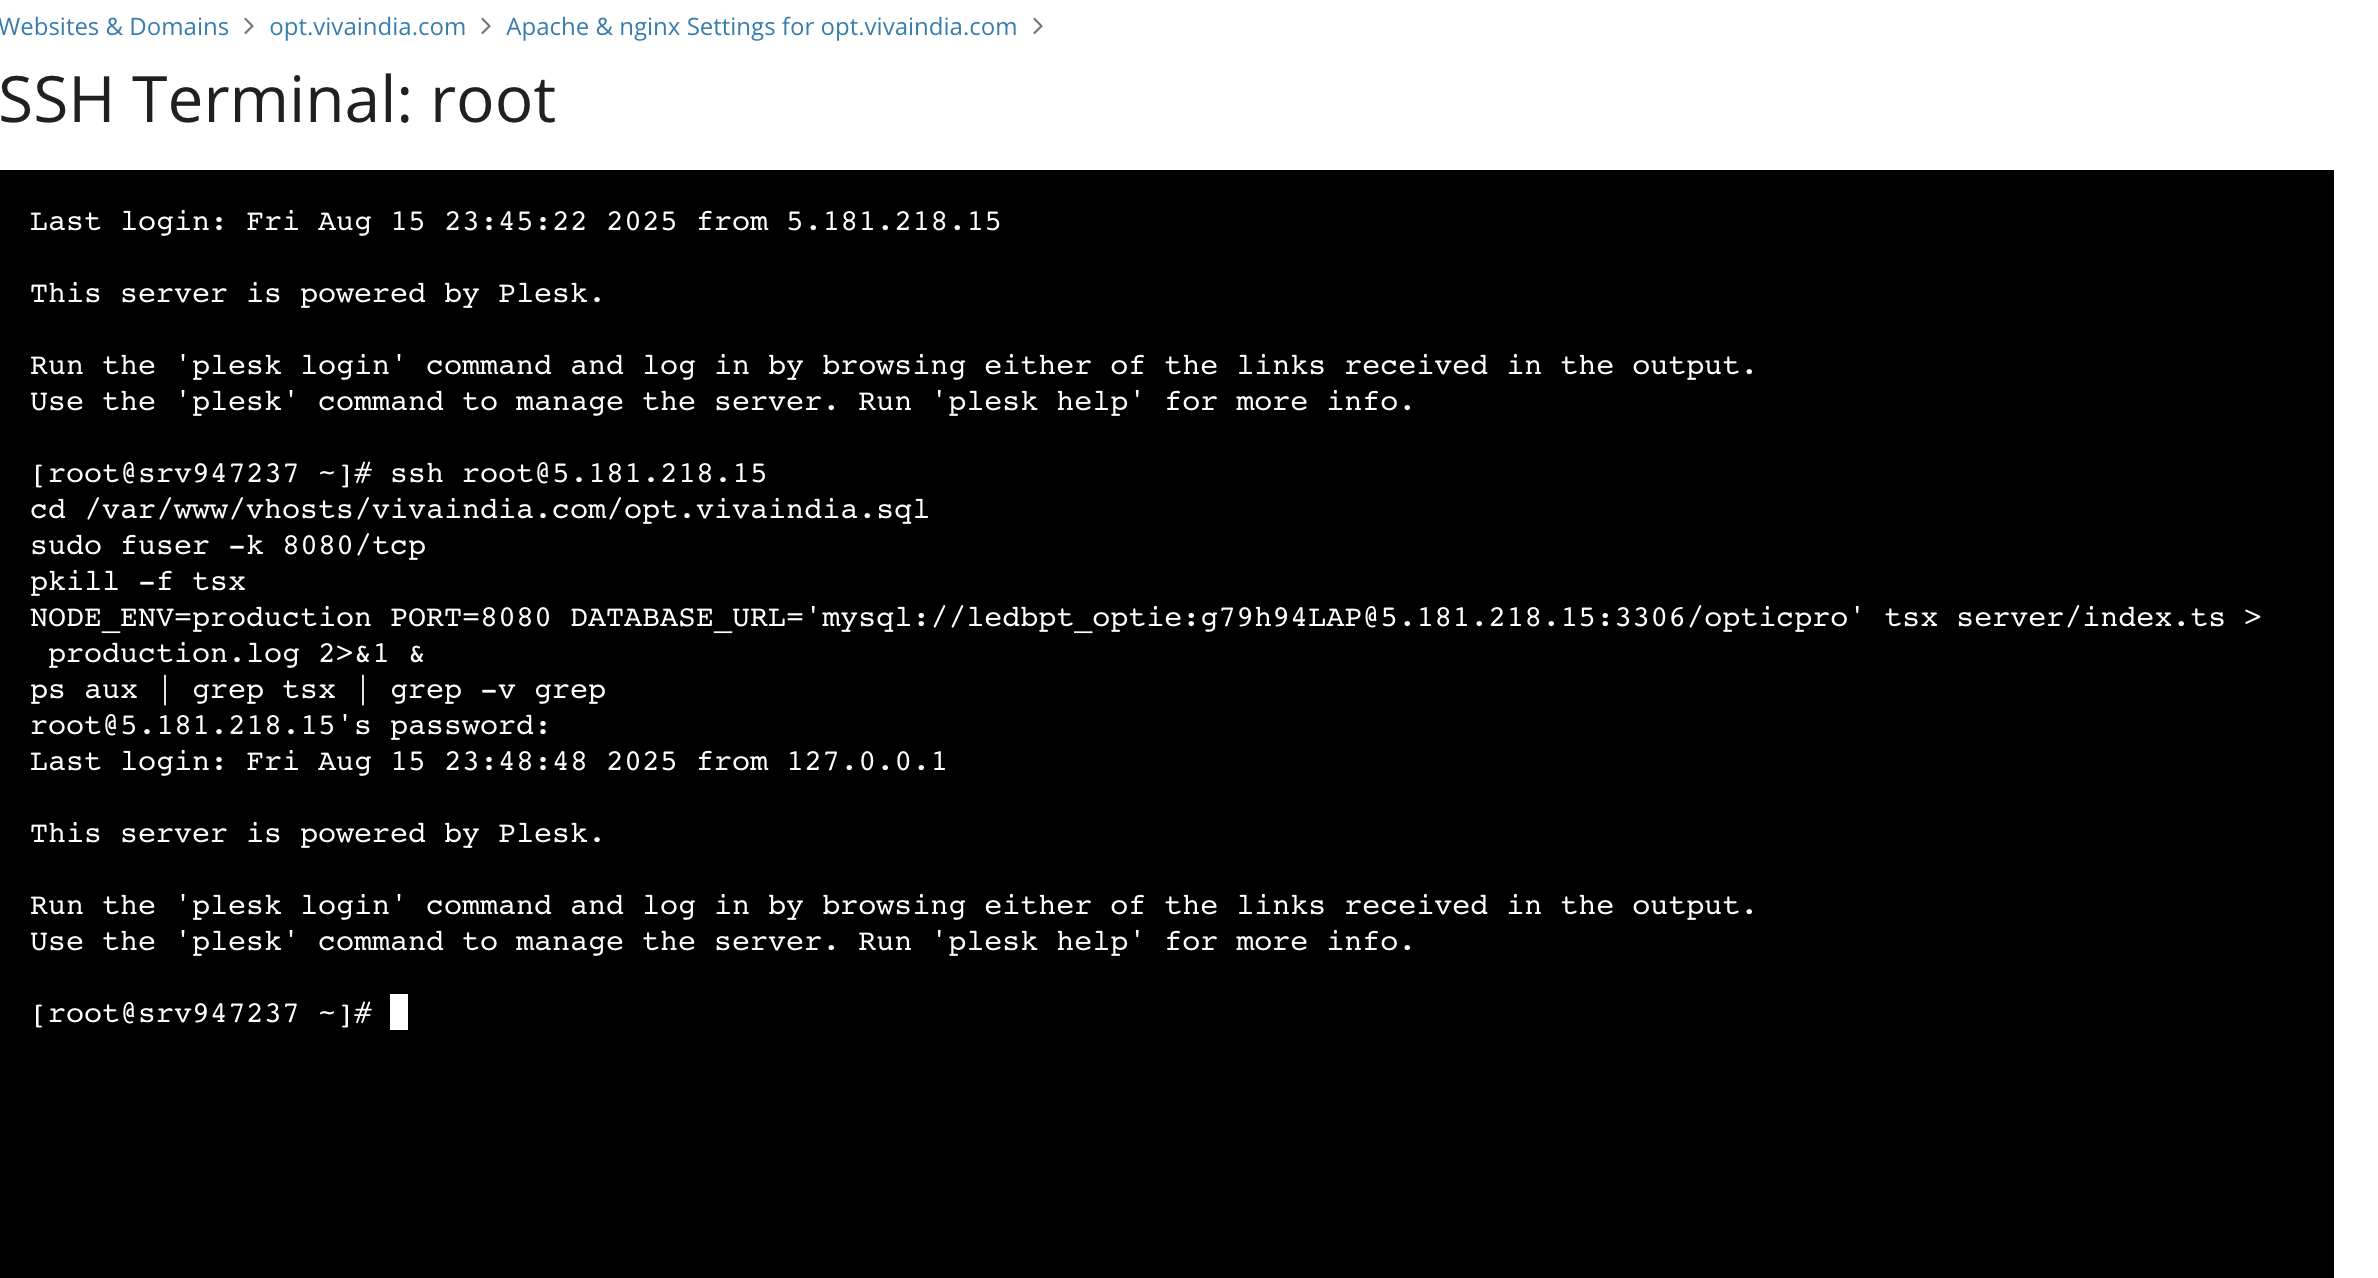 Websites & Domains > opt.vivaindia.com > Apache & nginx Settings for opt.vivaindia.com >
SSH Terminal: root
Last login: Fri Aug 15 23:45:22 2025 from 5.181.218.15
This server is powered by Plesk.
Run the 'plesk login' command and log in by browsing either of the links received in the output.
Use the 'plesk' command to manage the server. Run 'plesk help' for more info.
[root@srv947237 ~]# ssh root@5.181.218.15
cd /var/www/vhosts/vivaindia.com/opt.vivaindia.sql
sudo fuser -k 8080/tcp
pkill -f tsx
NODE_ENV=production PORT=8080 DATABASE_URL='mysql://ledbpt_optie:g79h94LAP@5.181.218.15:3306/opticpro' tsx server/index.ts >
production.log 2>&1 &
ps aux | grep tsx | grep -v grep
root@5.181.218.15's password:
Last login: Fri Aug 15 23:48:48 2025 from 127.0.0.1
This server is powered by Plesk.
Run the 'plesk login' command and log in by browsing either of the links received in the output.
Use the 'plesk' command to manage the server. Run 'plesk help' for more info.
[root@srv947237 ~]#